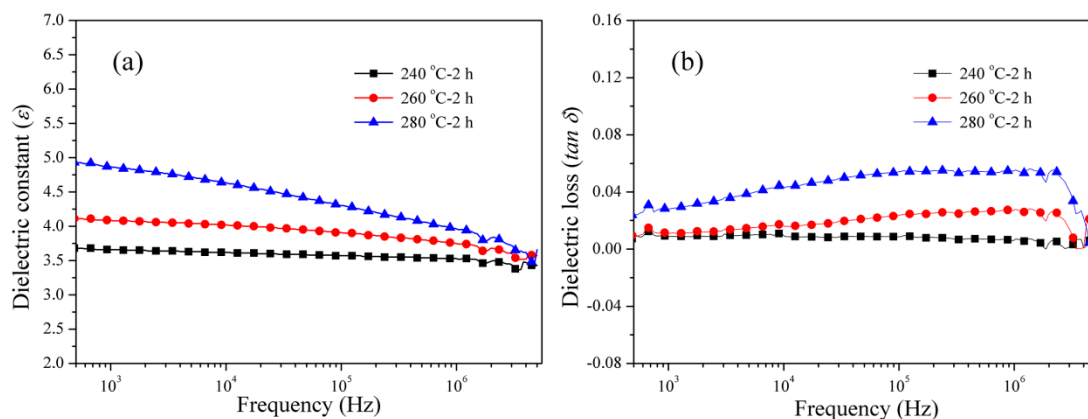 (a)
240 °C-2 h
260 °C-2 h
280 °C-2 h
Dielectric constant (ε)
7.0
6.5
6.0
5.5
5.0
4.5
4.0
3.5
3.0
2.5
2.0
10³
10⁴
10⁵
10⁶
Frequency (Hz)
(b)
240 °C-2 h
260 °C-2 h
280 °C-2 h
Dielectric loss (tan δ)
0.16
0.12
0.08
0.04
0.00
-0.04
-0.08
10³
10⁴
10⁵
10⁶
Frequency (Hz)